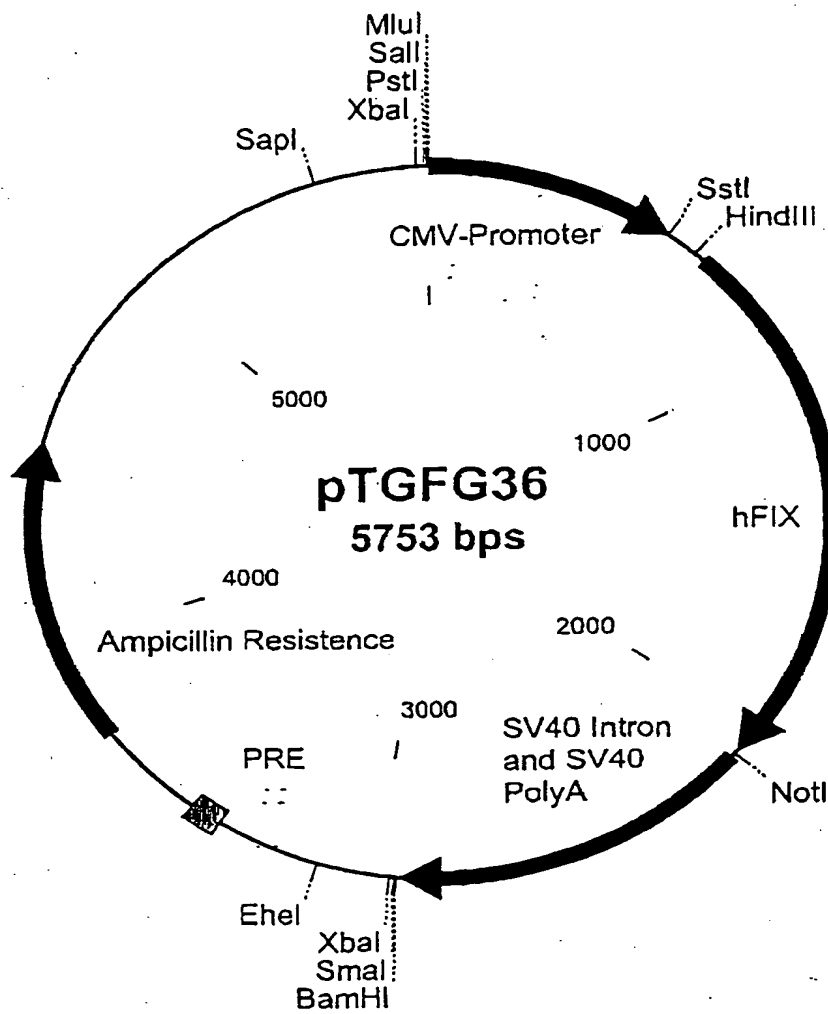 MluI
SalI
PstI
XbaI
SapI
SstI
HindIII
CMV-Promoter
5000
1000
pTGFG36
5753 bps
hFIX
4000
2000
Ampicillin Resistence
3000
SV40 Intron
and SV40
PolyA
PRE
NotI
EheI
XbaI
SmaI
BamHI